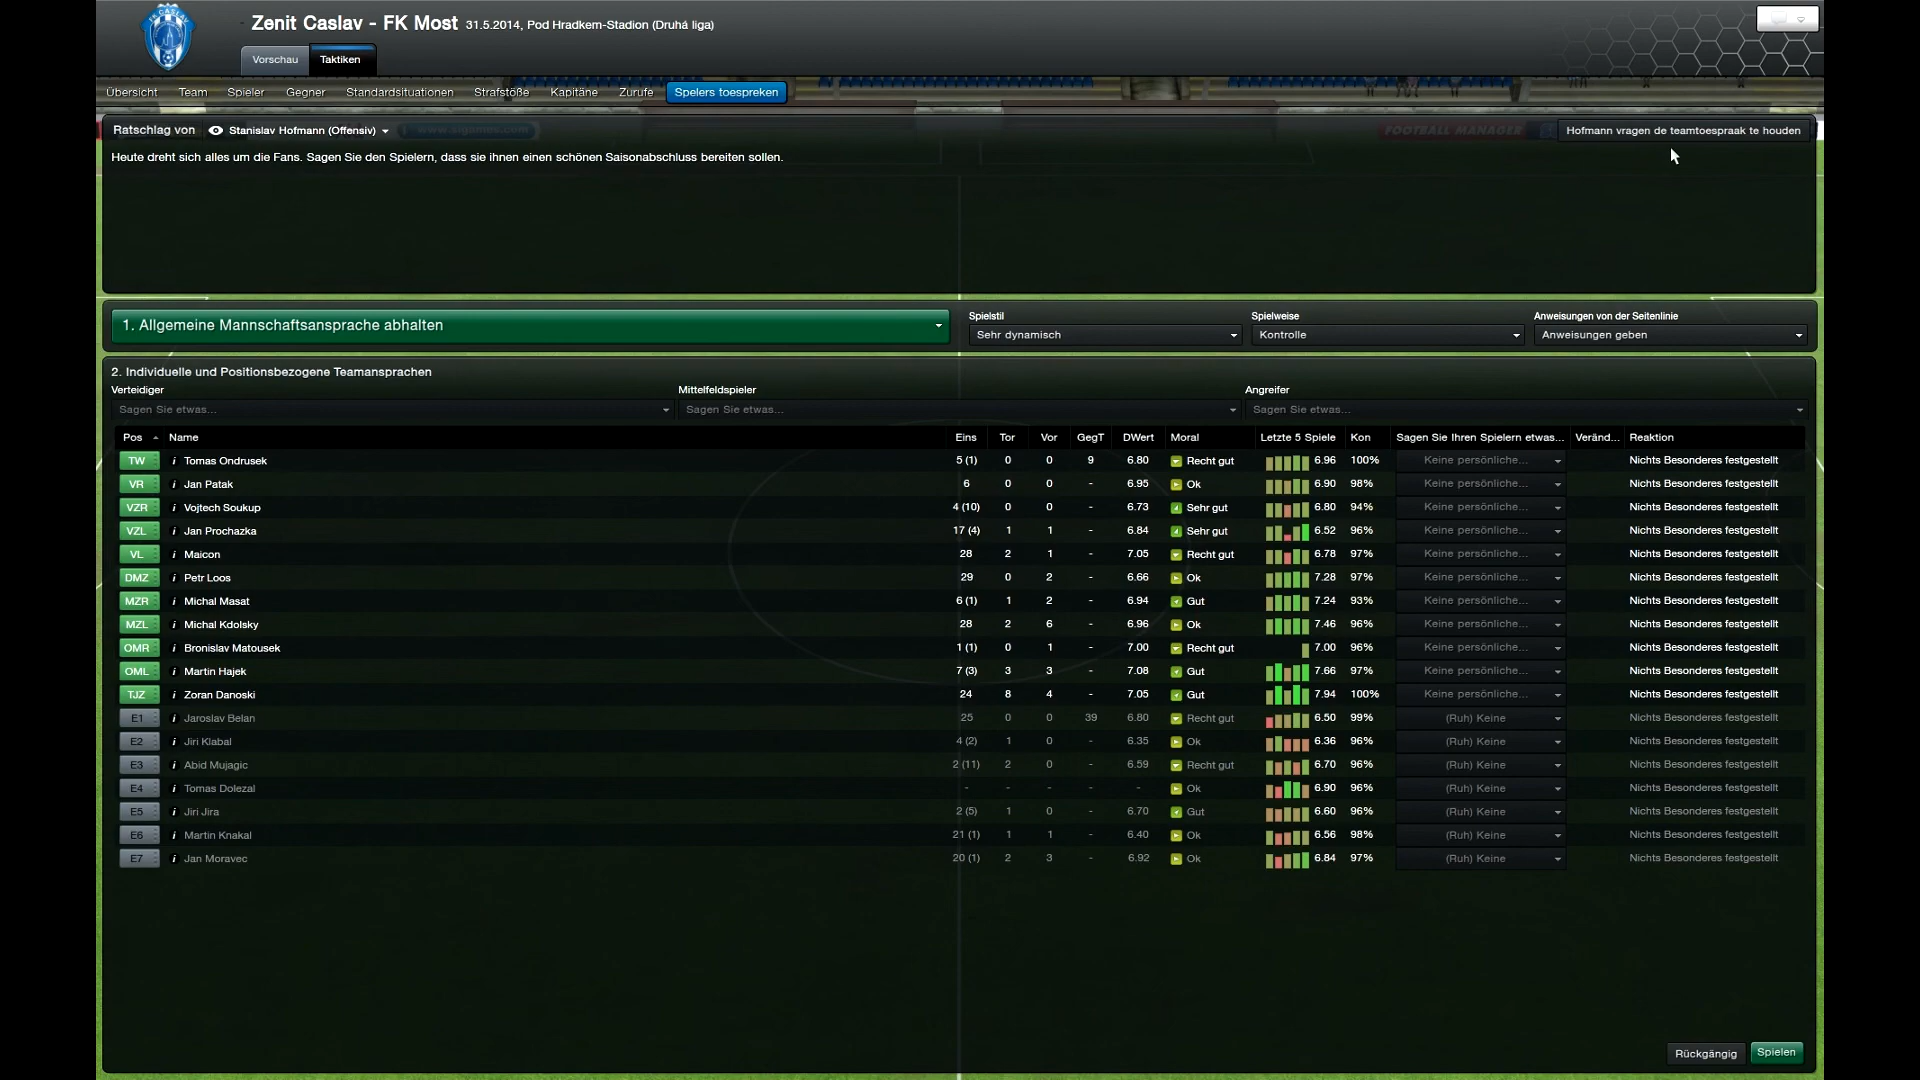 Zenit Caslav - FK Most 31.5.2014, Pod Hradkem-Stadion (Druhá liga)
Vorschau Taktiken
Übersicht Team Spieler Gegner Standardsituationen Strafstöße Kapitäne Zurufe Spelers toespreken
Ratschlag von Stanislav Hofmann (Offensiv) www.sigames.com FOOTBALL MANAGER Hofmann vragen de teamtoespraak te houden
Heute dreht sich alles um die Fans. Sagen Sie den Spielern, dass sie ihnen einen schönen Saisonabschluss bereiten sollen.
1. Allgemeine Mannschaftsansprache abhalten
Spielstil Spielweise Anweisungen von der Seitenlinie
Sehr dynamisch Kontrolle Anweisungen geben
2. Individuelle und Positionsbezogene Teamansprachen
Verteidiger Mittelfeldspieler Angreifer
Sagen Sie etwas... Sagen Sie etwas... Sagen Sie etwas...
Pos Name Eins Tor Vor GegT DWert Moral Letzte 5 Spiele Kon Sagen Sie Ihren Spielern etwas... Veränd... Reaktion
TW i Tomas Ondrusek 5 (1) 0 0 9 6.80 Recht gut 6.96 100% Keine persönliche... Nichts Besonderes festgestellt
VR i Jan Patak 6 0 0 - 6.95 Ok 6.90 98% Keine persönliche... Nichts Besonderes festgestellt
VZR i Vojtech Soukup 4 (10) 0 0 - 6.73 Sehr gut 6.80 94% Keine persönliche... Nichts Besonderes festgestellt
VZL i Jan Prochazka 17 (4) 1 1 - 6.84 Sehr gut 6.52 96% Keine persönliche... Nichts Besonderes festgestellt
VL i Maicon 28 2 1 - 7.05 Recht gut 6.78 97% Keine persönliche... Nichts Besonderes festgestellt
DMZ i Petr Loos 29 0 2 - 6.66 Ok 7.28 97% Keine persönliche... Nichts Besonderes festgestellt
MZR i Michal Masat 6 (1) 1 2 - 6.94 Gut 7.24 93% Keine persönliche... Nichts Besonderes festgestellt
MZL i Michal Kdolsky 28 2 6 - 6.96 Ok 7.46 96% Keine persönliche... Nichts Besonderes festgestellt
OMR i Bronislav Matousek 1 (1) 0 1 - 7.00 Recht gut 7.00 96% Keine persönliche... Nichts Besonderes festgestellt
OML i Martin Hajek 7 (3) 3 3 - 7.08 Gut 7.66 97% Keine persönliche... Nichts Besonderes festgestellt
TJZ i Zoran Danoski 24 8 4 - 7.05 Gut 7.94 100% Keine persönliche... Nichts Besonderes festgestellt
E1 i Jaroslav Belan 25 0 0 39 6.80 Recht gut 6.50 99% (Ruh) Keine Nichts Besonderes festgestellt
E2 i Jiri Klabal 4 (2) 1 0 - 6.35 Ok 6.36 96% (Ruh) Keine Nichts Besonderes festgestellt
E3 i Abid Mujagic 2 (11) 2 0 - 6.59 Recht gut 6.70 96% (Ruh) Keine Nichts Besonderes festgestellt
E4 i Tomas Dolezal - - - - - Ok 6.90 96% (Ruh) Keine Nichts Besonderes festgestellt
E5 i Jiri Jira 2 (5) 1 0 - 6.70 Gut 6.60 96% (Ruh) Keine Nichts Besonderes festgestellt
E6 i Martin Knakal 21 (1) 1 1 - 6.40 Ok 6.56 98% (Ruh) Keine Nichts Besonderes festgestellt
E7 i Jan Moravec 20 (1) 2 3 - 6.92 Ok 6.84 97% (Ruh) Keine Nichts Besonderes festgestellt
Rückgängig Spielen